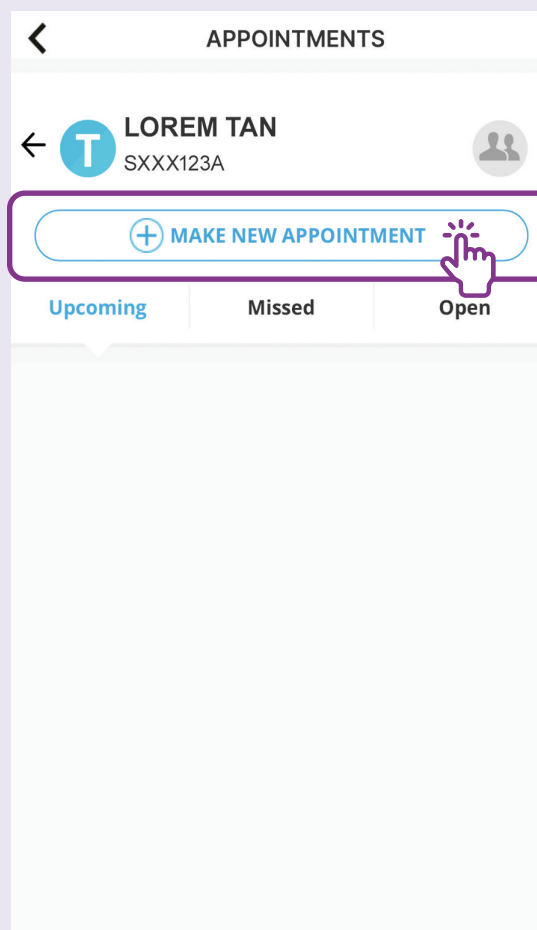 APPOINTMENTS
T
LOREM TAN
SXXX123A
MAKE NEW APPOINTMENT
Upcoming Missed Open